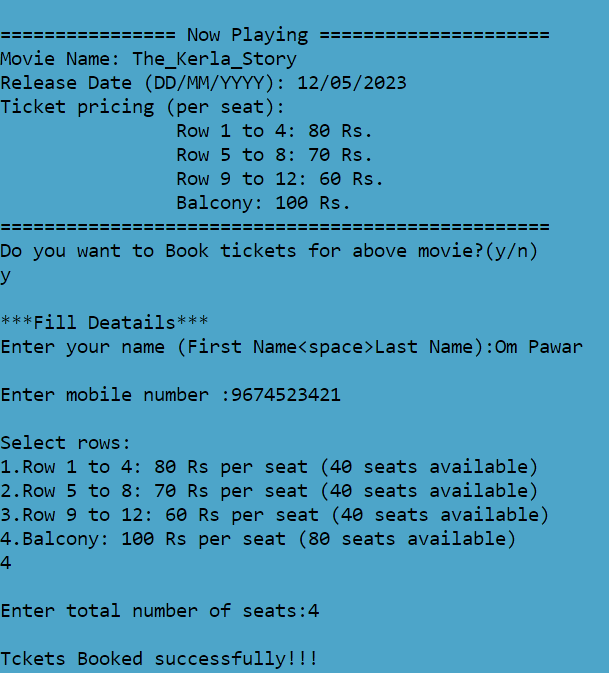 ================ Now Playing =====================
Movie Name: The_Kerla_Story
Release Date (DD/MM/YYYY): 12/05/2023
Ticket pricing (per seat):
Row 1 to 4: 80 Rs.
Row 5 to 8: 70 Rs.
Row 9 to 12: 60 Rs.
Balcony: 100 Rs.
==================================================
Do you want to Book tickets for above movie?(y/n)
y
***Fill Deatails***
Enter your name (First Name<space>Last Name):Om Pawar
Enter mobile number :9674523421
Select rows:
1.Row 1 to 4: 80 Rs per seat (40 seats available)
2.Row 5 to 8: 70 Rs per seat (40 seats available)
3.Row 9 to 12: 60 Rs per seat (40 seats available)
4.Balcony: 100 Rs per seat (80 seats available)
4
Enter total number of seats:4
Tckets Booked successfully!!!